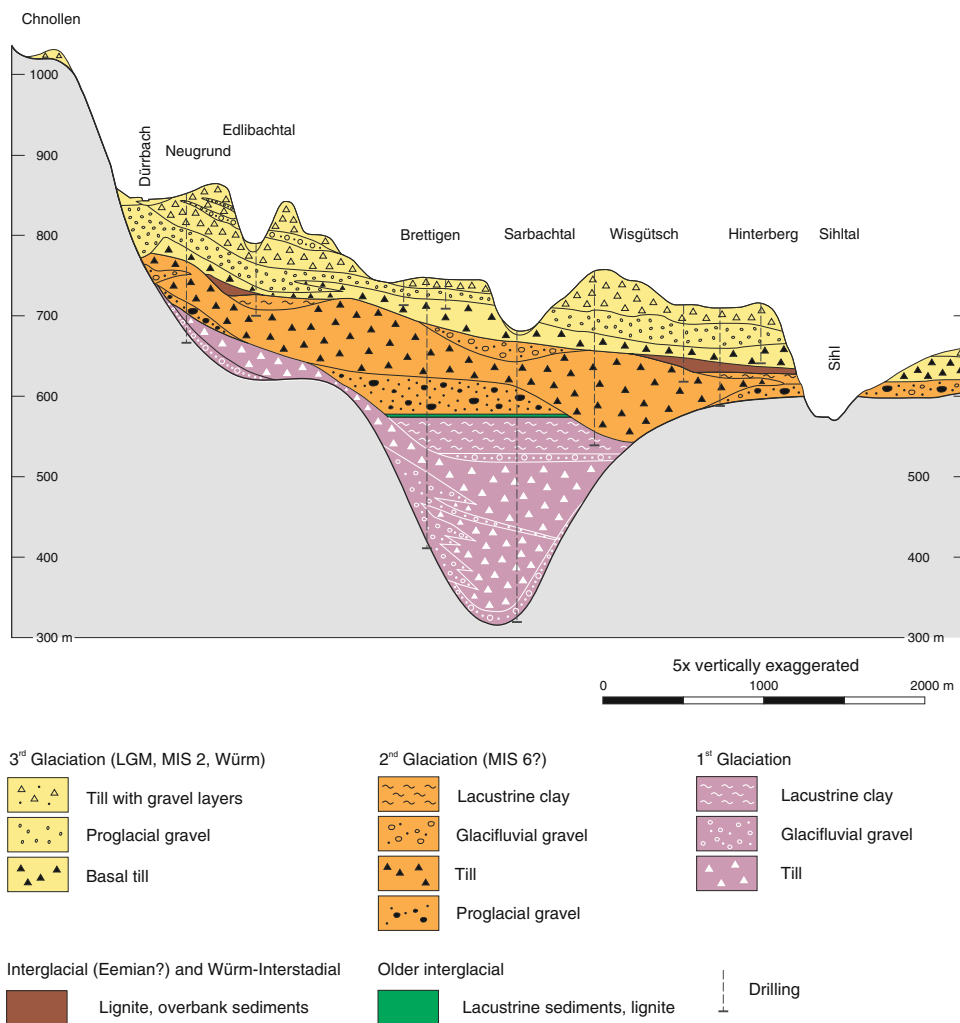 Chnollen
1000
900
800
700
600
500
400
300 m
Dürrbach
Neugrund
Edlibachtal
Brettigen
Sarbachtal
Wisgütsch
Hinterberg
Sihltal
Sihl
700
600
500
400
300 m
5x vertically exaggerated
0 1000 2000 m
3rd Glaciation (LGM, MIS 2, Würm)
Till with gravel layers
Proglacial gravel
Basal till
2nd Glaciation (MIS 6?)
Lacustrine clay
Glacifluvial gravel
Till
Proglacial gravel
1st Glaciation
Lacustrine clay
Glacifluvial gravel
Till
Interglacial (Eemian?) and Würm-Interstadial
Lignite, overbank sediments
Older interglacial
Lacustrine sediments, lignite
Drilling